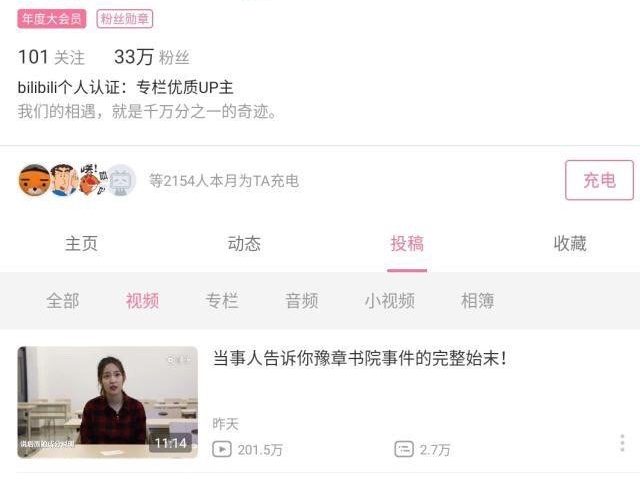 年度大会员 粉丝勋章
101 关注 33万 粉丝
bilibili个人认证：专栏优质UP主
我们的相遇，就是千万分之一的奇迹。
等2154人本月为TA充电 充电
主页 动态 投稿 收藏
全部 视频 专栏 音频 小视频 相簿
当事人告诉你豫章书院事件的完整始末！
11:14
昨天
201.5万 2.7万